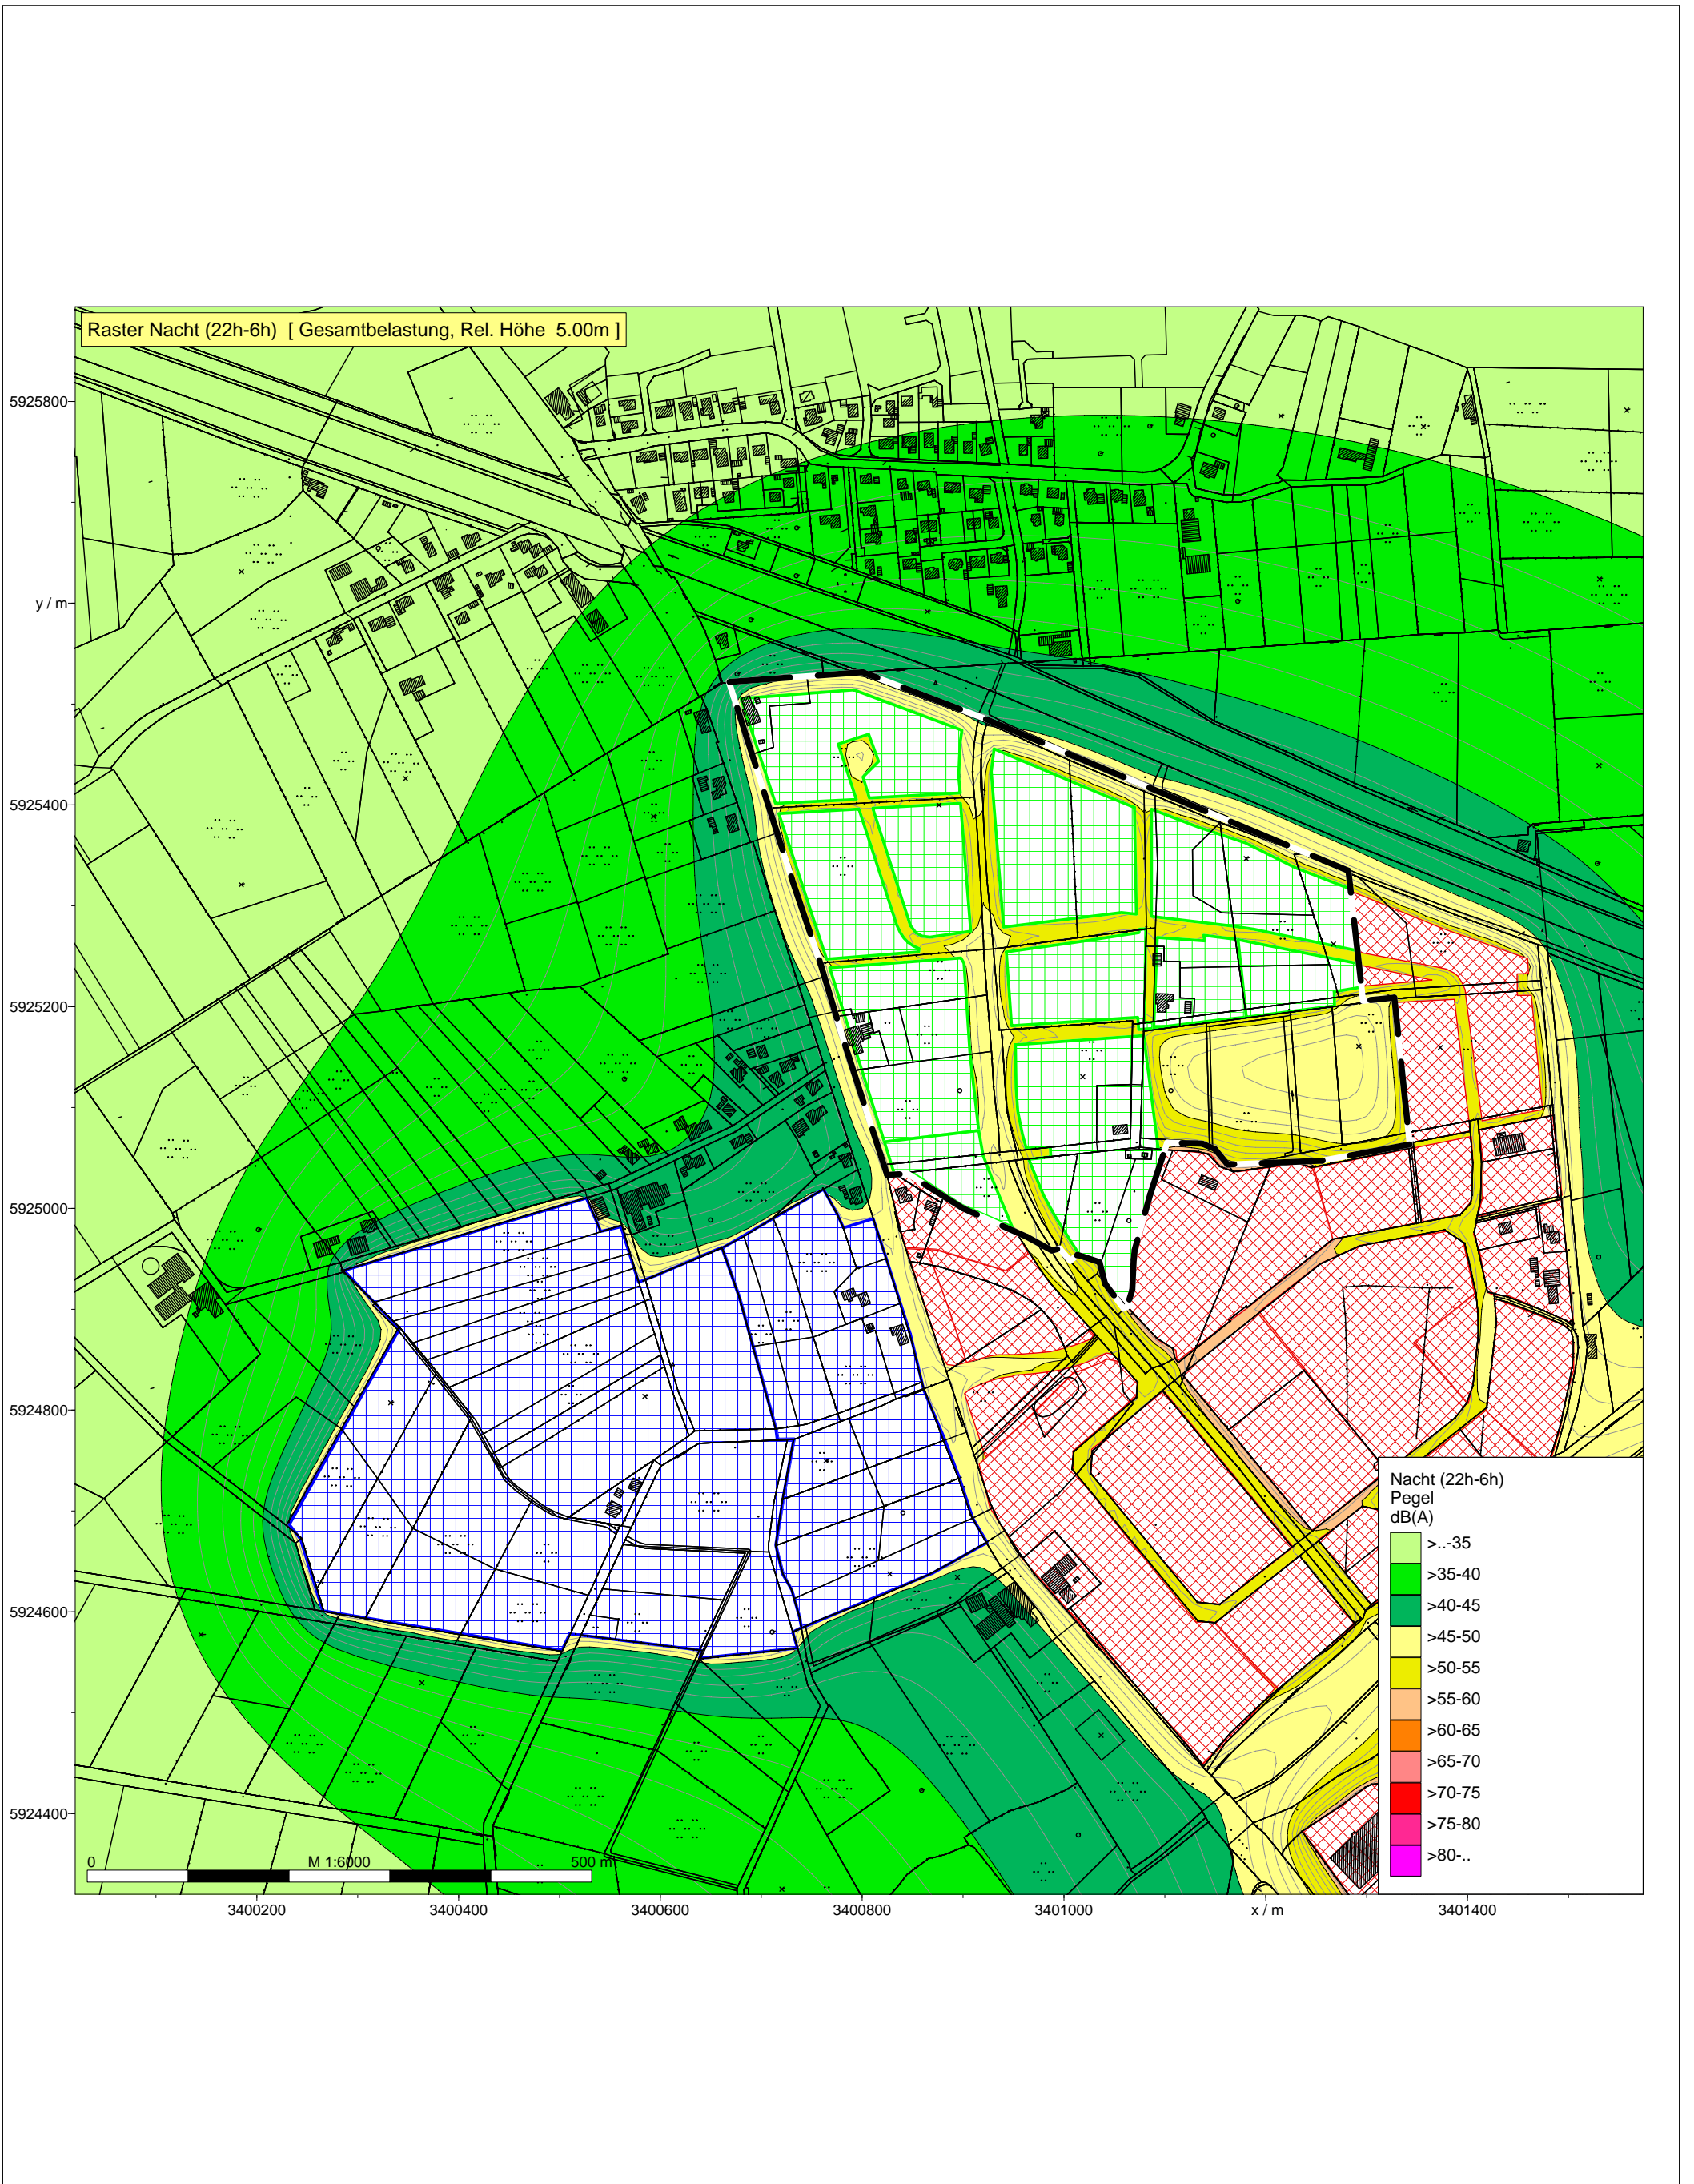 Raster Nacht (22h-6h) [ Gesamtbelastung, Rel. Höhe 5.00m ]
5925800
y / m
5925400
5925200
5925000
5924800
5924600
5924400
Nacht (22h-6h)
Pegel
dB(A)
>..-35
>35-40
>40-45
>45-50
>50-55
>55-60
>60-65
>65-70
>70-75
>75-80
>80-..
0 M 1:6000 500 m
3400200 3400400 3400600 3400800 3401000 x / m 3401400